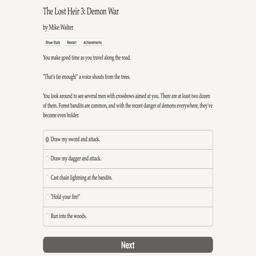 The Lost Heir 3: Demon War
by Mike Walter
Show Stats Restart Achievements
You make good time as you travel along the road.
"That's far enough!" a voice shouts from the trees.
You look around to see several men with crossbows aimed at you. There are at least two dozen
of them. Forest bandits are common, and with the recent danger of demons everywhere, they've
become even bolder.
Draw my sword and attack.
Draw my dagger and attack.
Cast chain lightning at the bandits.
"Hold your fire!"
Run into the woods.
Next